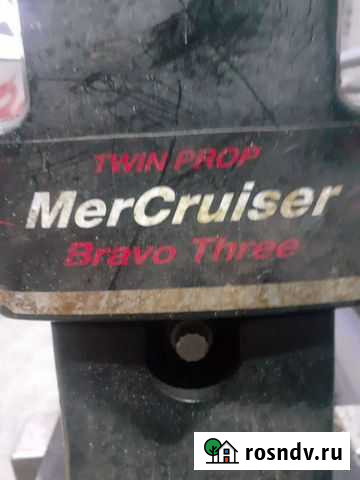 TWIN PROP
MerCruiser
Bravo Three
rosndv.ru